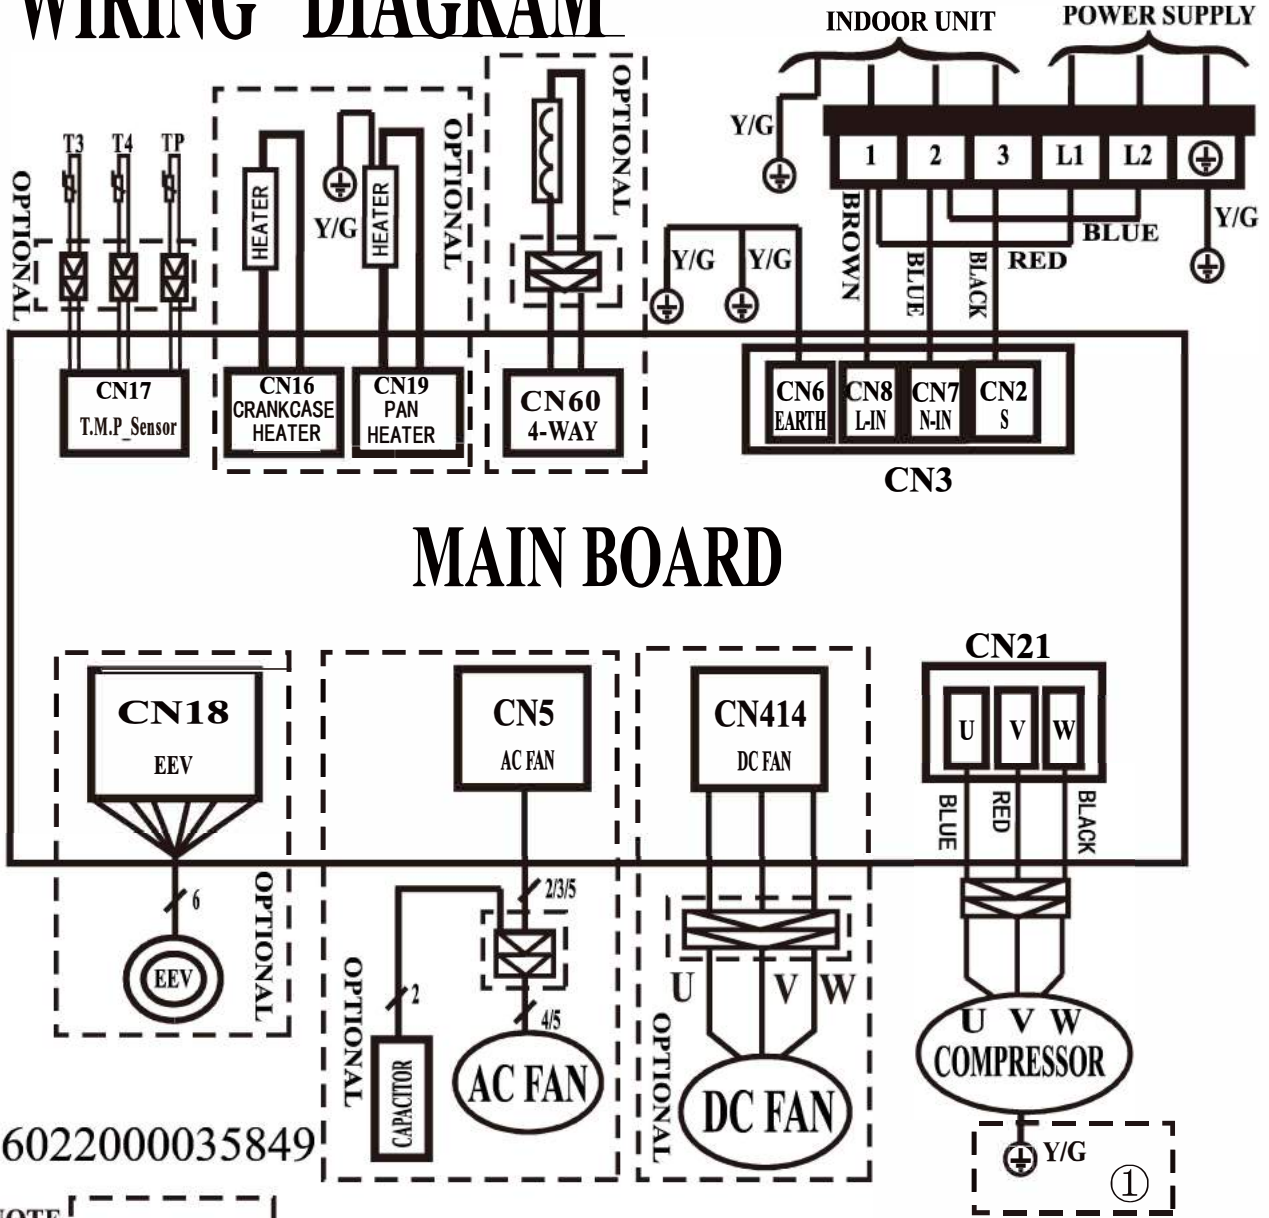 WIRING DIAGRAM
INDOOR UNIT
POWER SUPPLY
OPTIONAL
T3
T4
TP
HEATER
Y/G
HEATER
OPTIONAL
OPTIONAL
Y/G
1
2
3
L1
L2
Y/G
Y/G
Y/G
BROWN
BLUE
BLACK
RED
BLUE
CN17
T.M.P_Sensor
CN16
CRANKCASE
HEATER
CN19
PAN
HEATER
CN60
4-WAY
CN6
EARTH
CN8
L-IN
CN7
N-IN
CN2
S
CN3
MAIN BOARD
CN18
EEV
CN5
AC FAN
CN414
DC FAN
CN21
U
V
W
BLUE
RED
BLACK
6
EEV
OPTIONAL
2/3/5
2
4/5
OPTIONAL
CAPACITOR
AC FAN
U
V
W
OPTIONAL
DC FAN
U V W
COMPRESSOR
Y/G
①
6022000035849
NOTE